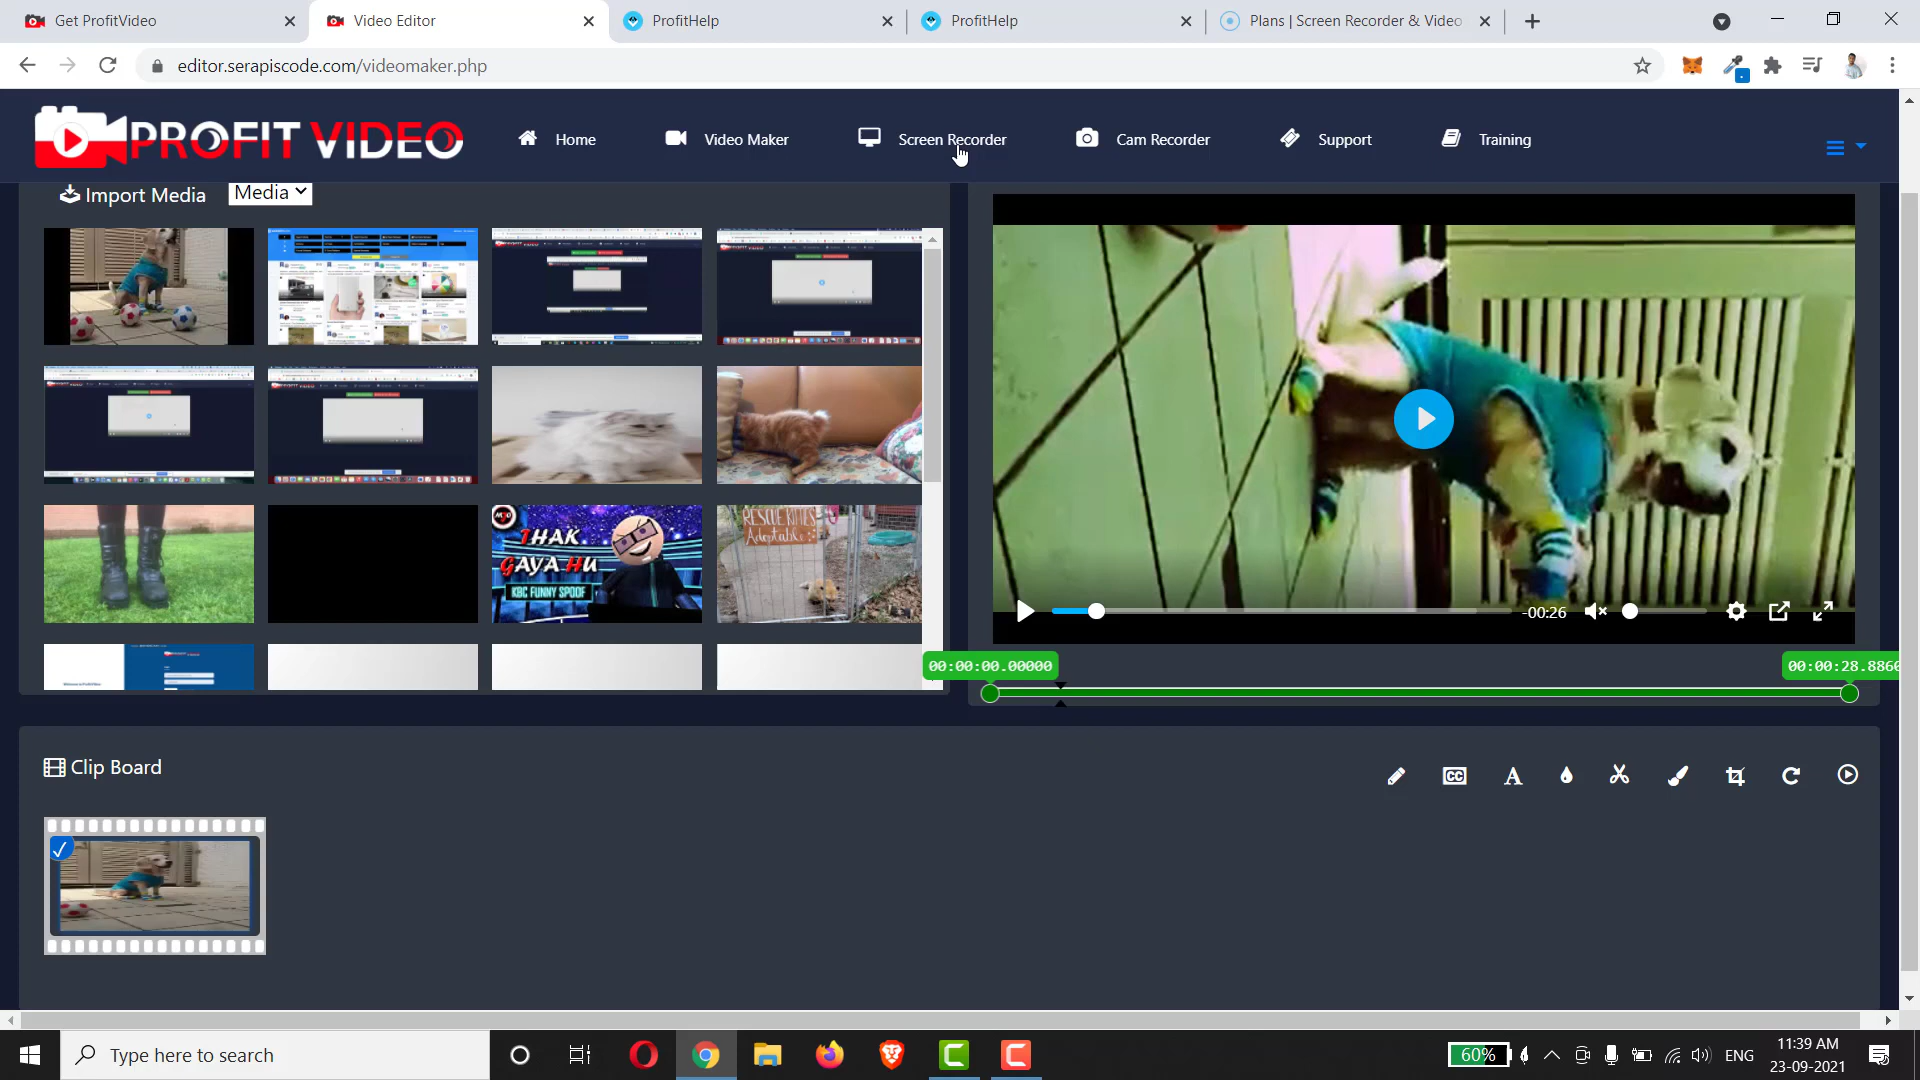 Get ProfitVideo
Video Editor
ProfitHelp
ProfitHelp
Plans | Screen Recorder & Video
editor.serapiscode.com/videomaker.php
PROFIT VIDEO
Home
Video Maker
Screen Recorder
Cam Recorder
Support
Training
Import Media
Media
THAK
GAYA HU
KBC FUNNY SPOOF
RESCUE KITTIES
Adoptable
-00:26
00:00:00.00000
00:00:28.8860
Clip Board
CC
A
Type here to search
60%
ENG
11:39 AM
23-09-2021